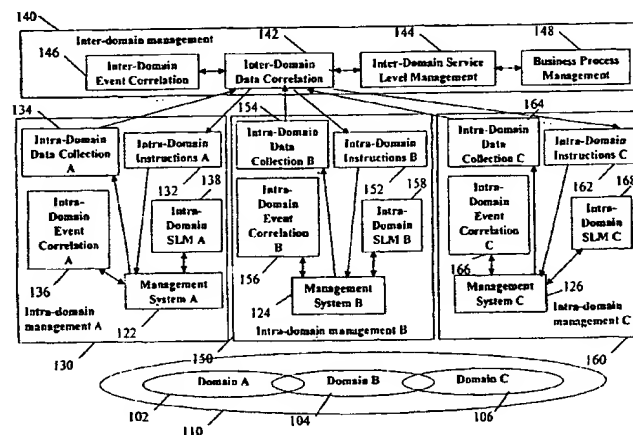 140
142
144
148
Inter-domain management
146
Inter-Domain
Event Correlation
Inter-Domain
Data Correlation
Inter-Domain Service
Level Management
Business Process
Management
134
154
164
Intra-Domain
Data Collection
A
Intra-Domain
Instructions A
132
138
Intra-Domain
Event Correlation
A
Intra-
Domain
SLM A
136
Management
System A
122
Intra-domain
management A
130
Intra-Domain
Data
Collection B
Intra-Domain
Instructions B
152
158
Intra-Domain
Event
Correlation B
Intra-
Domain
SLM B
156
124
Management
System B
Intra-domain management B
150
Intra-Domain
Data
Collection C
Intra-Domain
Instructions C
162
168
Intra-Domain
Event
Correlation
C
Intra-
Domain
SLM C
166
126
Management
System C
Intra-domain
management C
160
Domain A
Domain B
Domain C
102
104
106
110